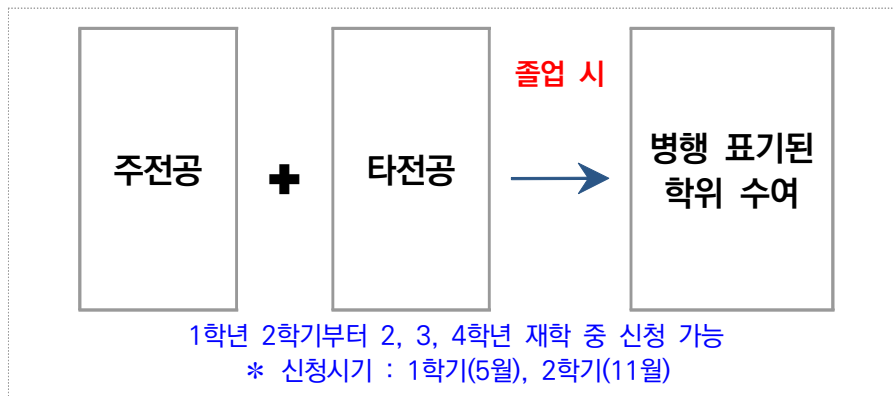 주전공
✚
타전공
졸업 시
병행 표기된
학위 수여
1학년 2학기부터 2, 3, 4학년 재학 중 신청 가능
* 신청시기 : 1학기(5월), 2학기(11월)